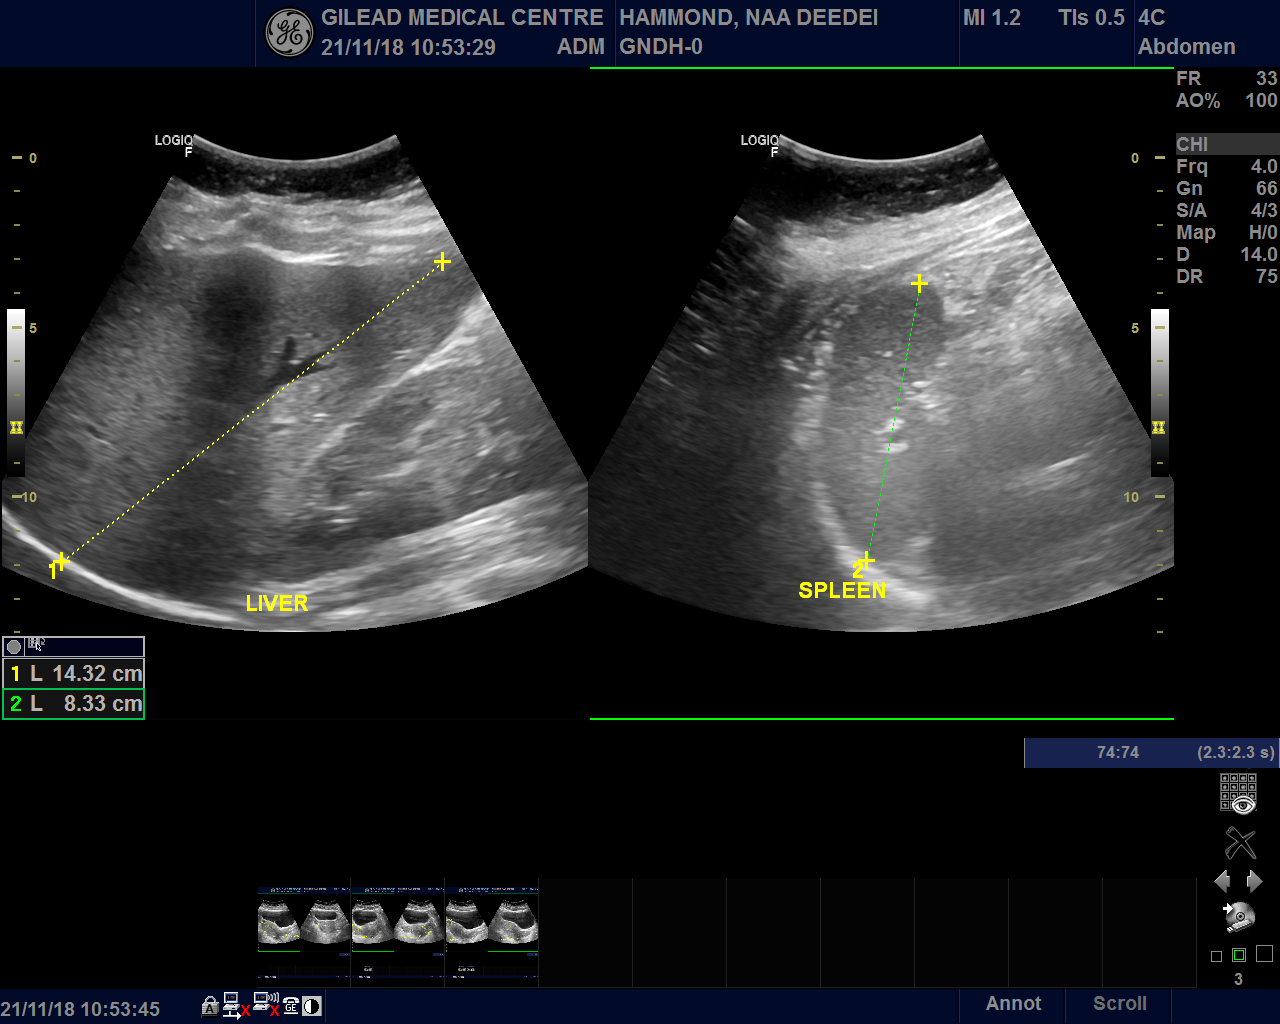 GILEAD MEDICAL CENTRE
21/11/18 10:53:29 ADM
HAMMOND, NAA DEEDEI
GNDH-0
MI 1.2 TIs 0.5
4C
Abdomen
FR 33
AO% 100
CHI
Frq 4.0
Gn 66
S/A 4/3
Map H/0
D 14.0
DR 75
LOGIQ
F
0
5
10
1
LIVER
LOGIQ
F
0
5
10
2
SPLEEN
1 L 14.32 cm
2 L 8.33 cm
74:74 (2.3:2.3 s)
3
21/11/18 10:53:45
Annot
Scroll